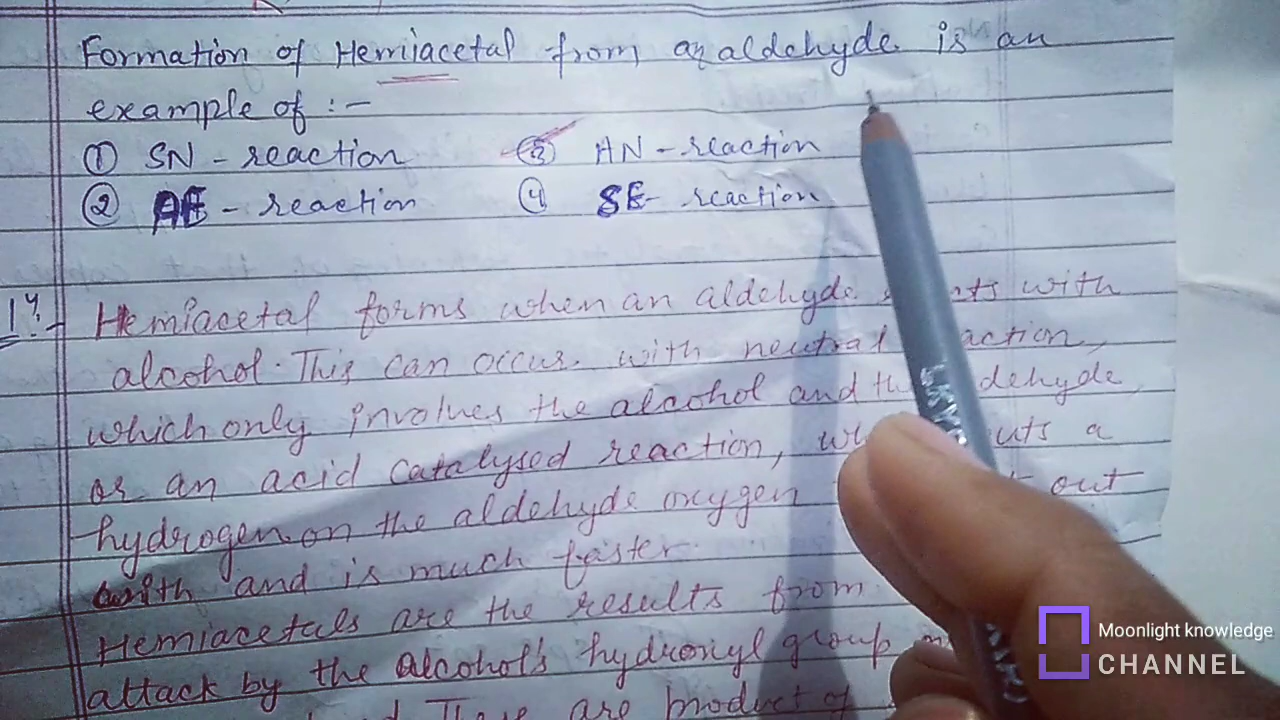 Formation of Hemiacetal from an aldehyde is an
example of :-
① SN - reaction ③ AN - reaction
② AE - reaction ④ SE - reaction
1 Hemiacetal forms when an aldehyde with
alcohol. This can occur with neutral
which only involves the alcohol and
or an acid catalysed reaction, a
hydrogen on the aldehyde oxygen out
with and is much faster.
Hemiacetals are the results from
attack by the alcohol's hydroxyl group
These are product of
Moonlight knowledge
CHANNEL